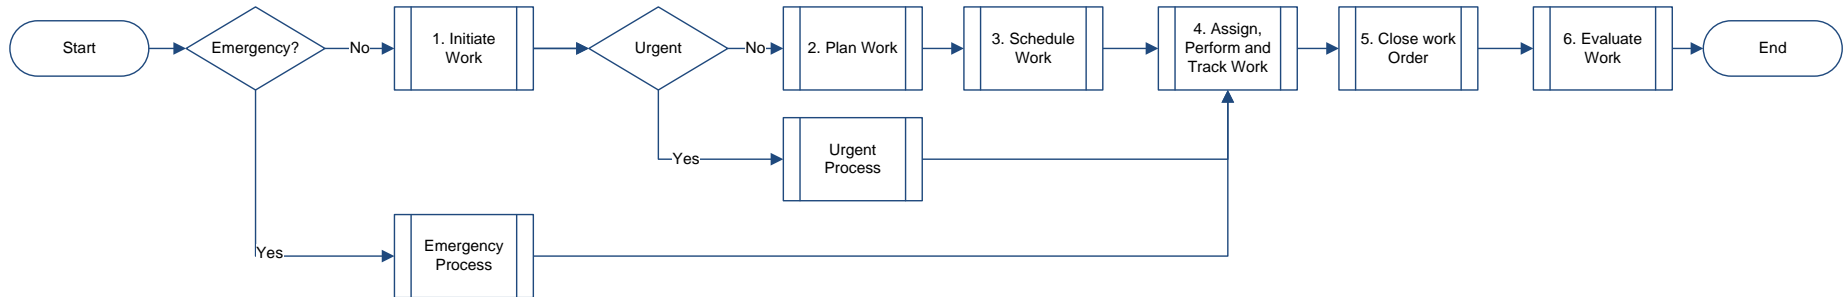 Start
Emergency?
No
1. Initiate
Work
Urgent
No
2. Plan Work
3. Schedule
Work
4. Assign,
Perform and
Track Work
5. Close work
Order
6. Evaluate
Work
End
Yes
Urgent
Process
Yes
Emergency
Process